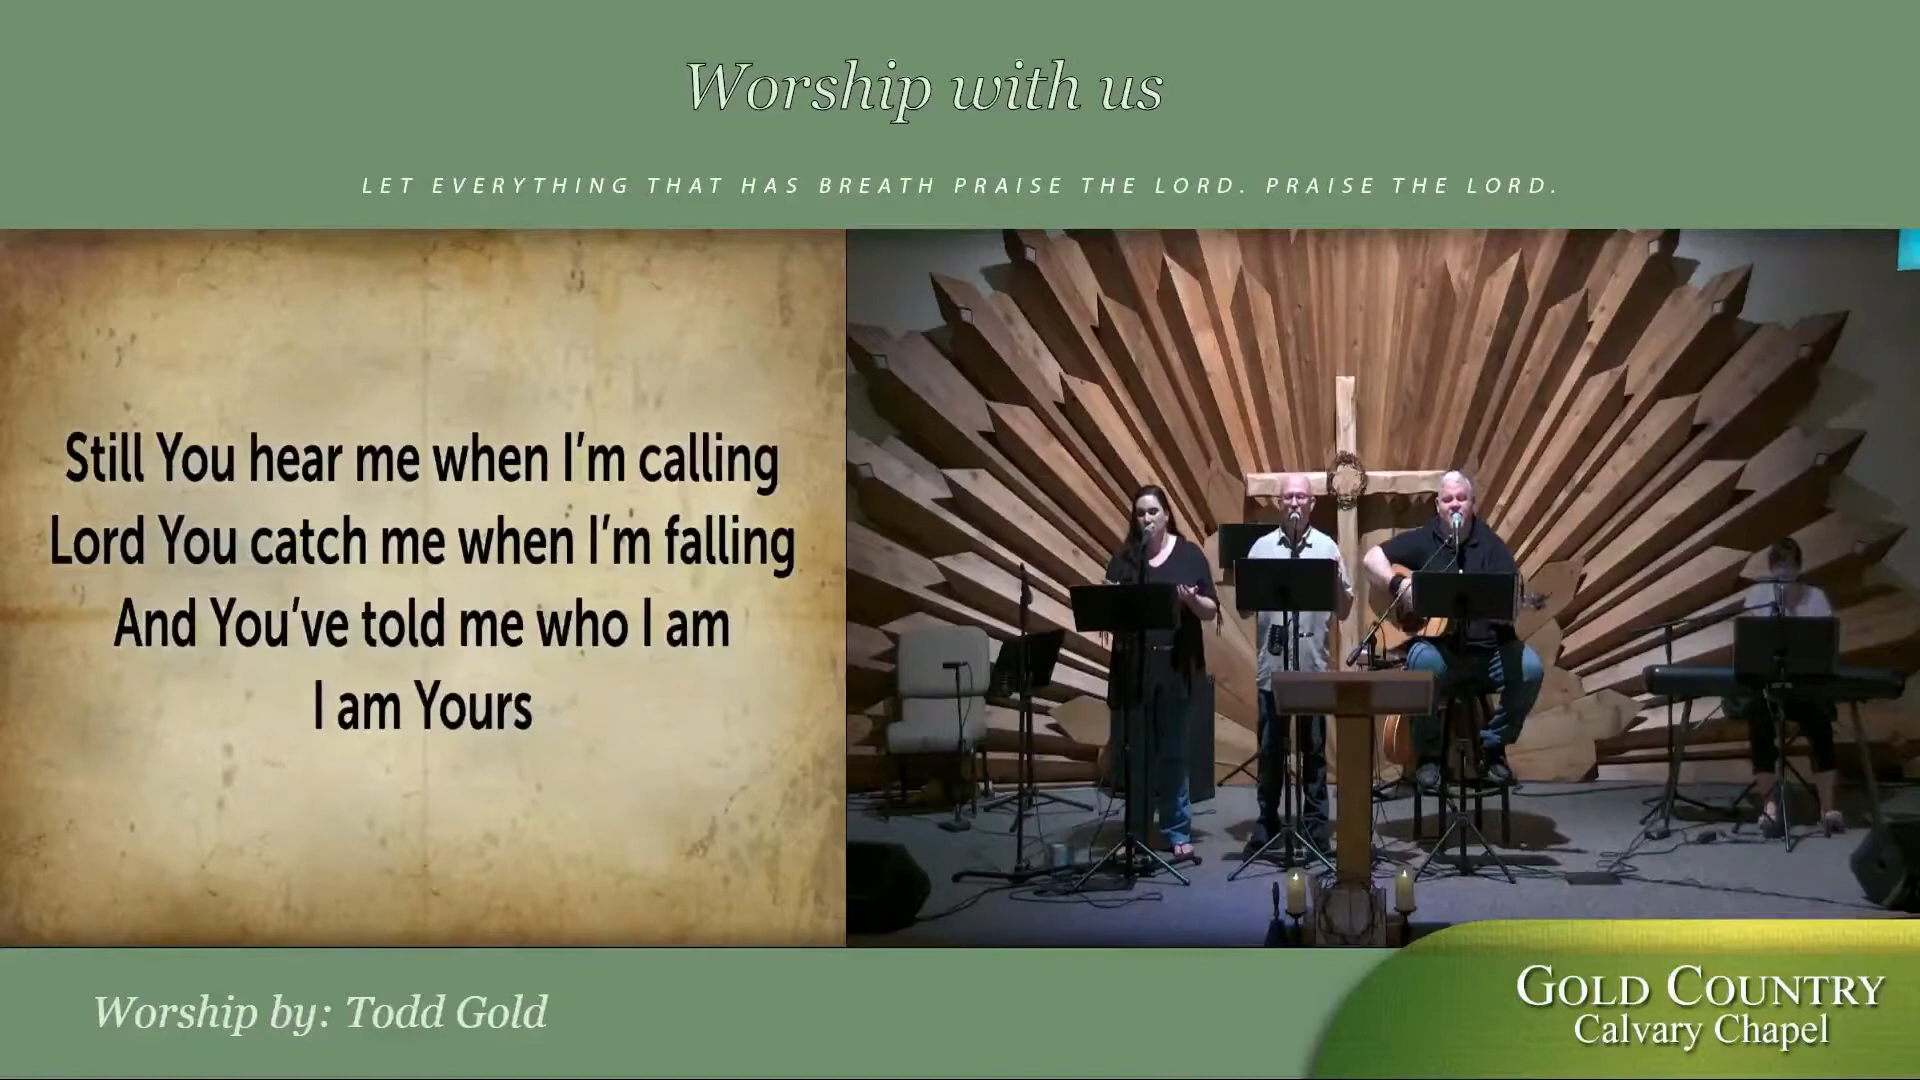 Worship with us
LET EVERYTHING THAT HAS BREATH PRAISE THE LORD. PRAISE THE LORD.
Still You hear me when I'm calling
Lord You catch me when I'm falling
And You've told me who I am
I am Yours
Worship by: Todd Gold
GOLD COUNTRY
Calvary Chapel